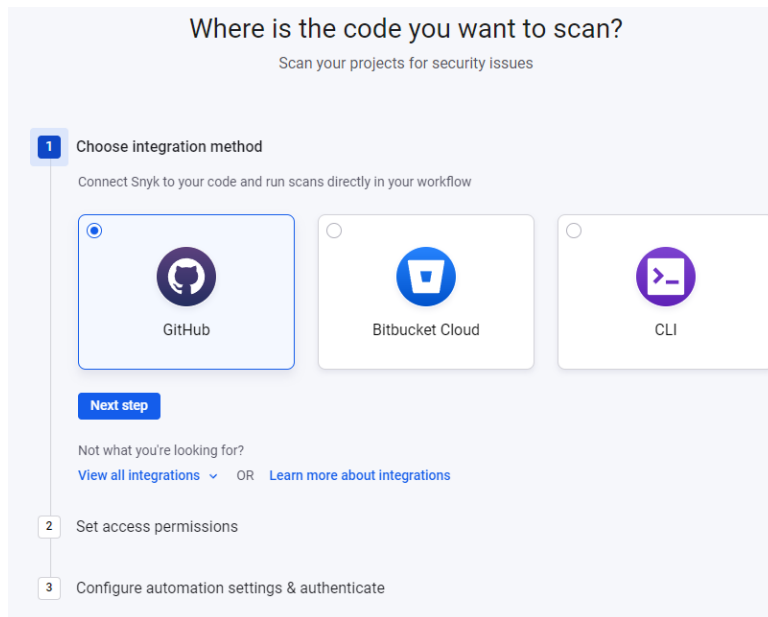 Where is the code you want to scan?
Scan your projects for security issues
1 Choose integration method
Connect Snyk to your code and run scans directly in your workflow
GitHub Bitbucket Cloud CLI
Next step
Not what you're looking for?
View all integrations OR Learn more about integrations
2 Set access permissions
3 Configure automation settings & authenticate